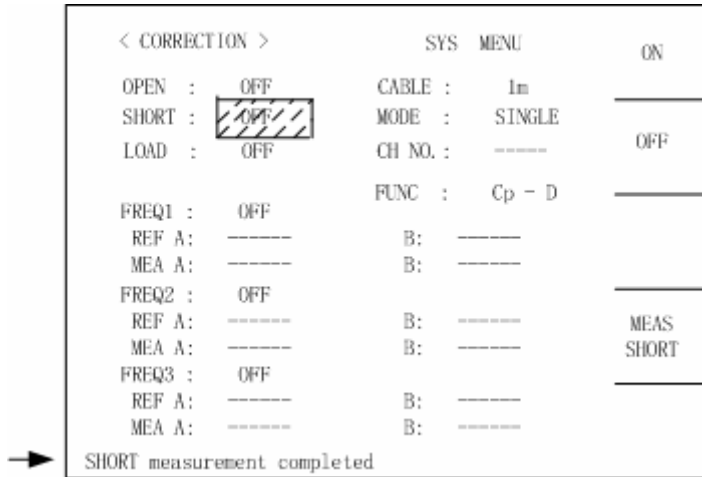 < CORRECTION > SYS MENU
ON
OPEN : OFF CABLE : 1m
SHORT : OFF MODE : SINGLE
OFF
LOAD : OFF CH NO. : -----
FUNC : Cp - D
FREQ1 : OFF
REF A: ------ B: ------
MEA A: ------ B: ------
FREQ2 : OFF
REF A: ------ B: ------
MEAS
MEA A: ------ B: ------
SHORT
FREQ3 : OFF
REF A: ------ B: ------
MEA A: ------ B: ------
SHORT measurement completed